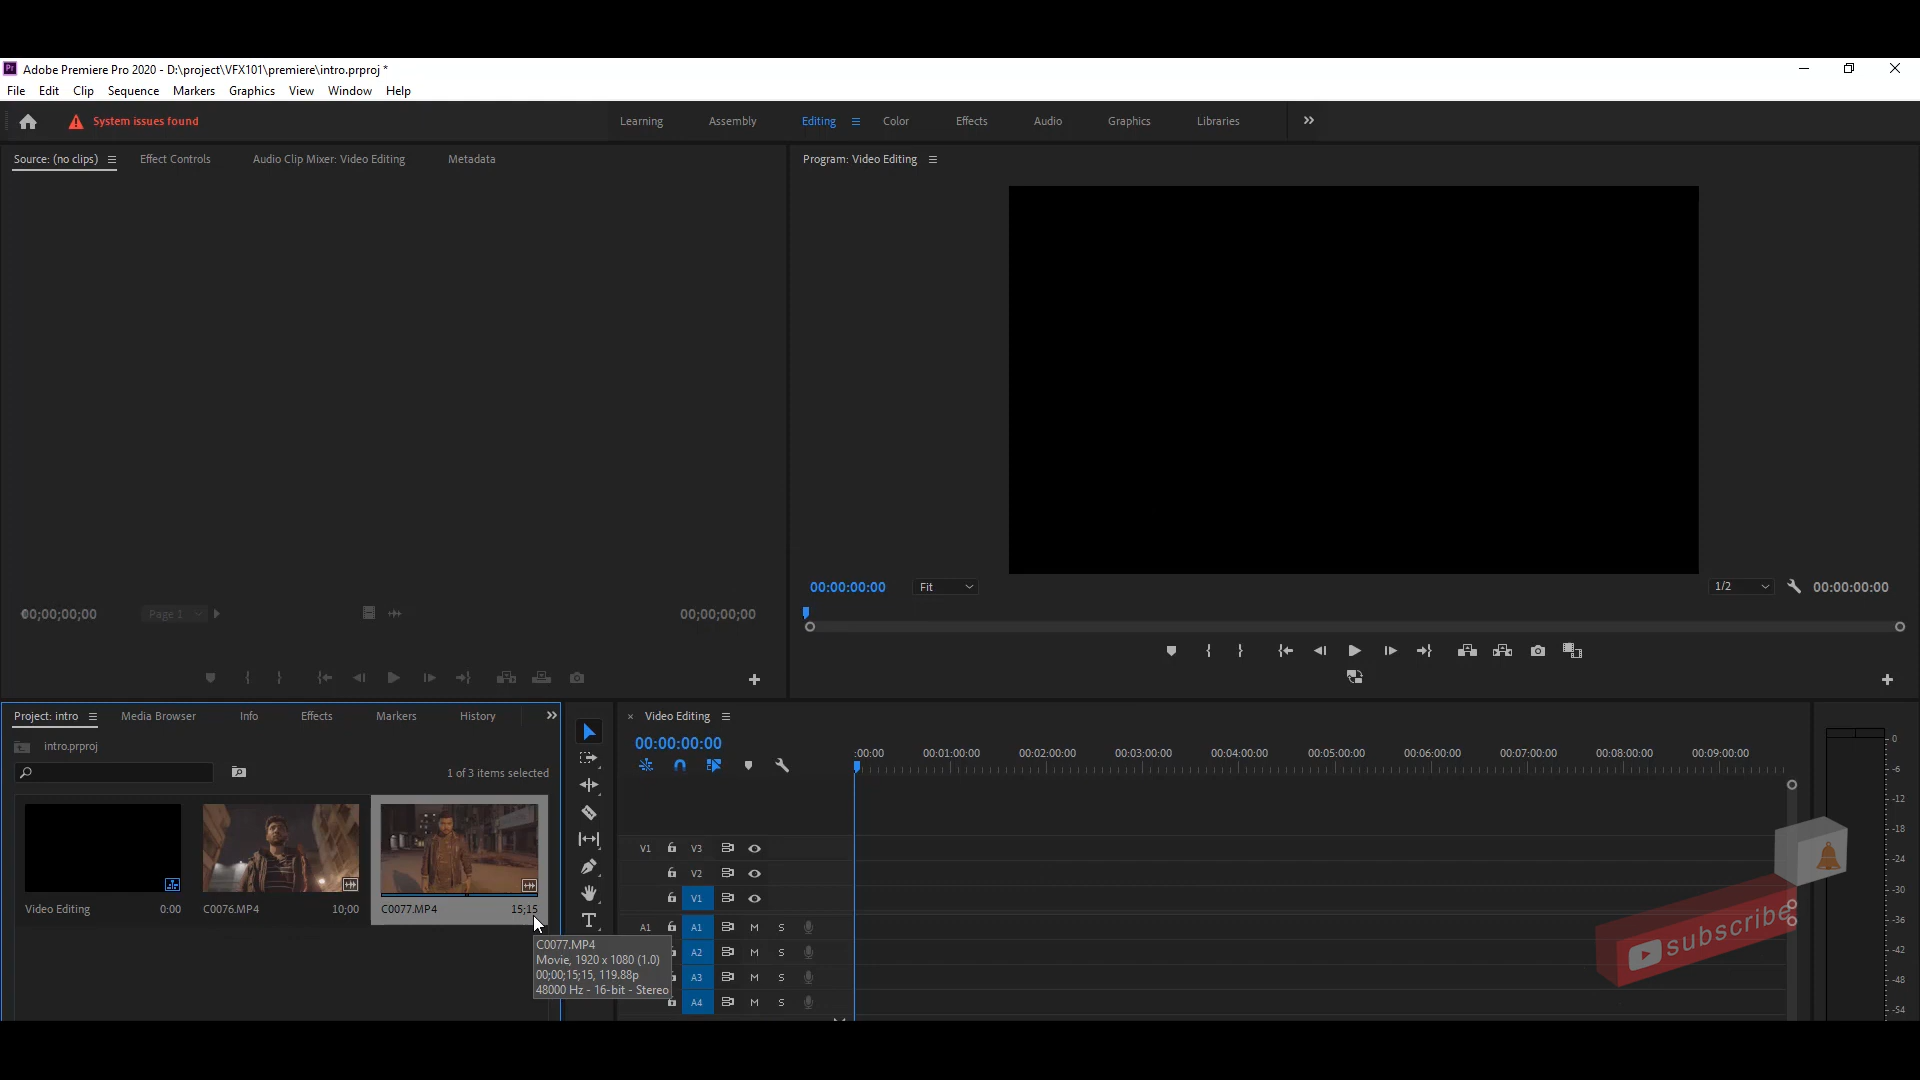 Adobe Premiere Pro 2020 - D:\project\VFX101\premiere\intro.prproj *
File Edit Clip Sequence Markers Graphics View Window Help
System issues found
Learning Assembly Editing Color Effects Audio Graphics Libraries
Source: (no clips) Effect Controls Audio Clip Mixer: Video Editing Metadata
Program: Video Editing
00:00:00:00 Fit 1/2 00:00:00:00
00;00;00;00 Page 1 00;00;00;00
Project: intro Media Browser Info Effects Markers History
Video Editing
intro.prproj
00:00:00:00
:00:00 00:01:00:00 00:02:00:00 00:03:00:00 00:04:00:00 00:05:00:00 00:06:00:00 00:07:00:00 00:08:00:00 00:09:00:00
1 of 3 items selected
Video Editing 0:00
C0076.MP4 10;00
C0077.MP4 15;15
C0077.MP4
Movie, 1920 x 1080 (1.0)
00;00;15;15, 119.88p
48000 Hz - 16-bit - Stereo
V1 V3
V2
V1
A1 A1 M S
A2 M S
A3 M S
A4 M S
0
-6
-12
-18
-24
-30
-36
-42
-48
-54
subscribe